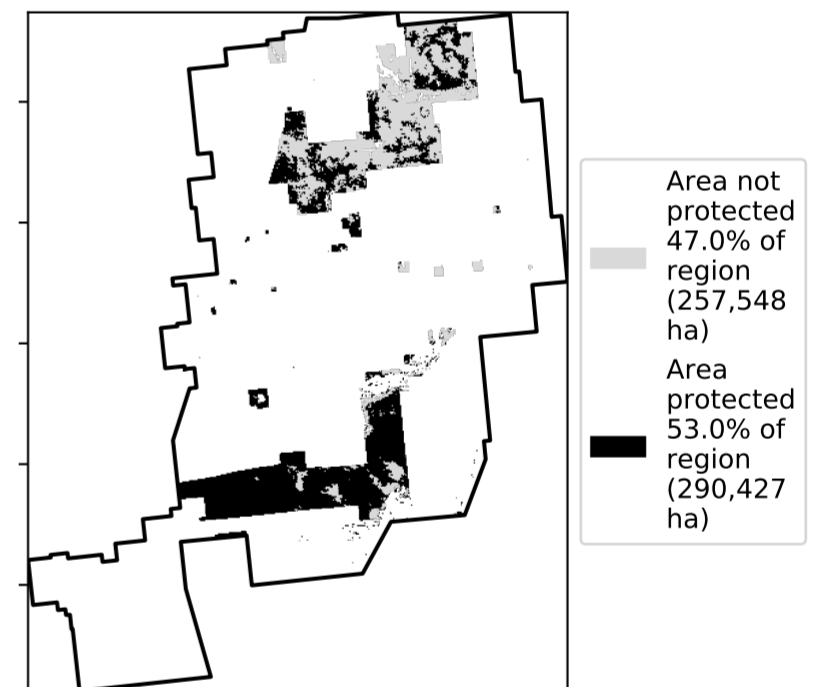 Area not
protected
47.0% of
region
(257,548
ha)
Area
protected
53.0% of
region
(290,427
ha)